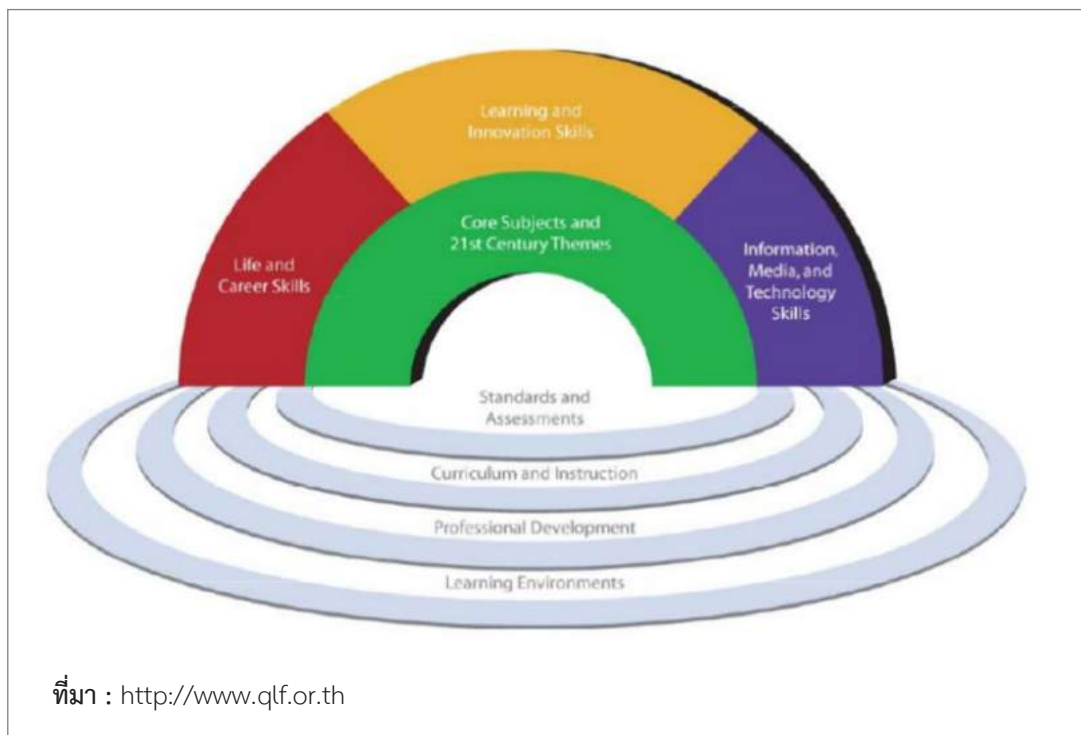 Learning and
Innovation Skills
Core Subjects and
21st Century Themes
Life and
Career Skills
Information,
Media, and
Technology
Skills
Standards and
Assessments
Curriculum and Instruction
Professional Development
Learning Environments
ที่มา : http://www.qlf.or.th